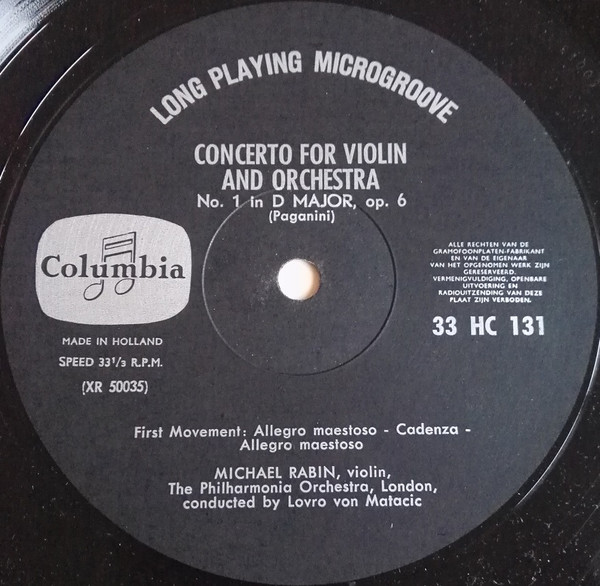 LONG PLAYING MICROGROOVE
CONCERTO FOR VIOLIN
AND ORCHESTRA
No. 1 in D MAJOR, op. 6
(Paganini)
Columbia
MADE IN HOLLAND
SPEED 33¹/₃ R.P.M.
(XR 50035)
ALLE RECHTEN VAN DE
GRAMOFOONPLATEN-FABRIKANT
EN VAN DE EIGENAAR
VAN HET OPGENOMEN WERK ZIJN
GERESERVEERD.
VERMENIGVULDIGING, OPENBARE
UITVOERING EN
RADIOUITZENDING VAN DEZE
PLAAT ZIJN VERBODEN.
33 HC 131
First Movement: Allegro maestoso - Cadenza -
Allegro maestoso
MICHAEL RABIN, violin,
The Philharmonia Orchestra, London,
conducted by Lovro von Matacic